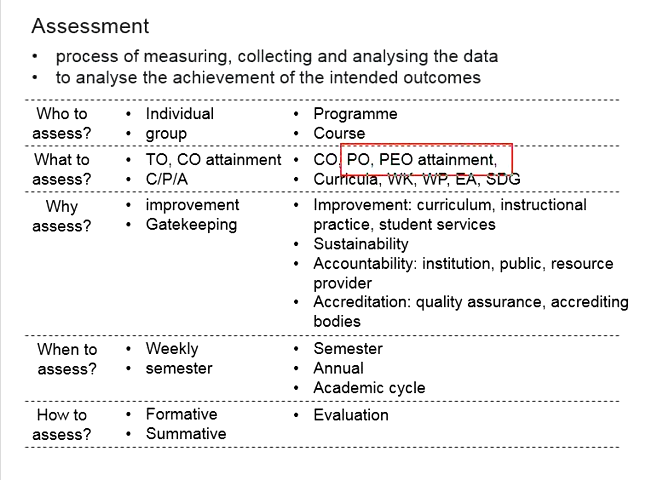 Assessment
• process of measuring, collecting and analysing the data
• to analyse the achievement of the intended outcomes
Who to assess?
• Individual
• group
• Programme
• Course
What to assess?
• TO, CO attainment
• C/P/A
• CO, PO, PEO attainment,
• Curricula, WK, WP, EA, SDG
Why assess?
• improvement
• Gatekeeping
• Improvement: curriculum, instructional
practice, student services
• Sustainability
• Accountability: institution, public, resource
provider
• Accreditation: quality assurance, accrediting
bodies
When to assess?
• Weekly
• semester
• Semester
• Annual
• Academic cycle
How to assess?
• Formative
• Summative
• Evaluation